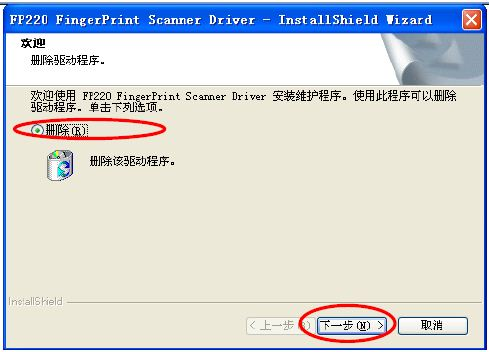 FP220 FingerPrint Scanner Driver - InstallShield Wizard
欢迎
删除驱动程序。
欢迎使用 FP220 FingerPrint Scanner Driver 安装维护程序。使用此程序可以删除
驱动程序。单击下列选项。
删除(R)
删除该驱动程序。
InstallShield
< 上一步(B) 下一步(N) > 取消